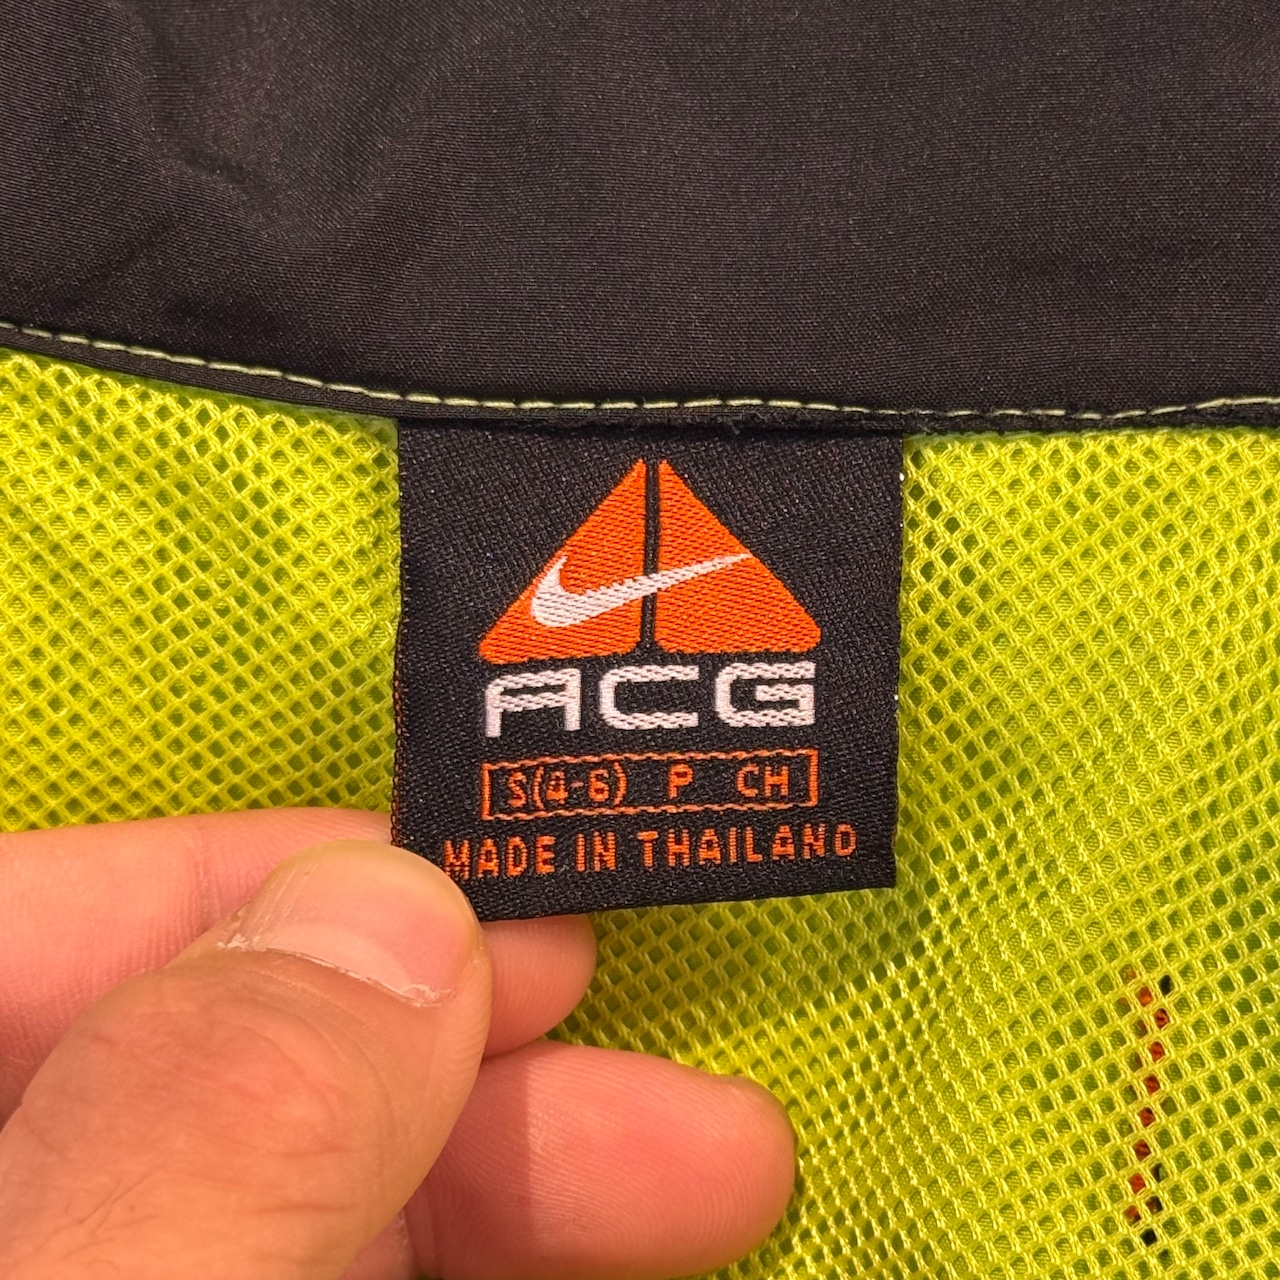 ACG
S(4-6) P CH
MADE IN THAILAND